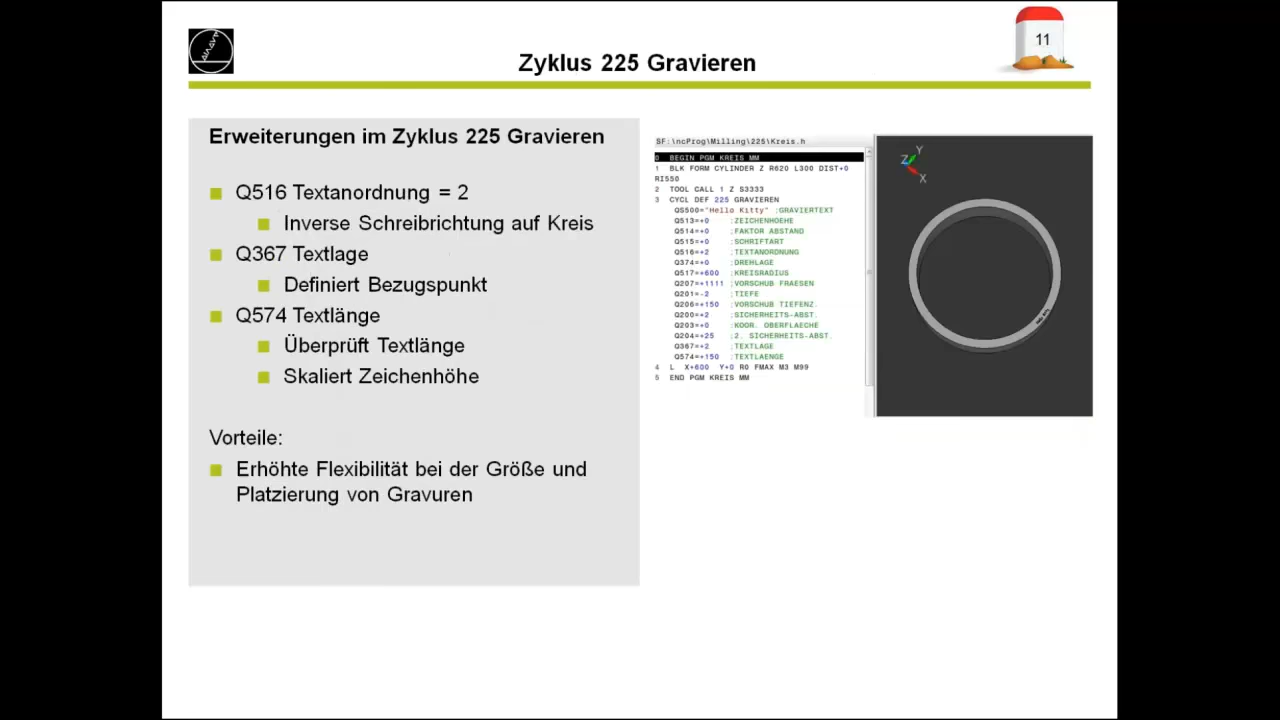 Zyklus 225 Gravieren
11
Erweiterungen im Zyklus 225 Gravieren
Q516 Textanordnung = 2
Inverse Schreibrichtung auf Kreis
Q367 Textlage
Definiert Bezugspunkt
Q574 Textlänge
Überprüft Textlänge
Skaliert Zeichenhöhe
Vorteile:
Erhöhte Flexibilität bei der Größe und
Platzierung von Gravuren
SF:\ncProg\Milling\225\Kreis.h
0 BEGIN PGM KREIS MM
1 BLK FORM CYLINDER Z R620 L300 DIST+0
RI550
2 TOOL CALL 1 Z S3333
3 CYCL DEF 225 GRAVIEREN
QS500="Hello Kitty" ;GRAVIERTEXT
Q513=+0 ;ZEICHENHOEHE
Q514=+0 ;FAKTOR ABSTAND
Q515=+0 ;SCHRIFTART
Q516=+2 ;TEXTANORDNUNG
Q374=+0 ;DREHLAGE
Q517=+600 ;KREISRADIUS
Q207=+1111 ;VORSCHUB FRAESEN
Q201=-2 ;TIEFE
Q206=+150 ;VORSCHUB TIEFENZ.
Q200=+2 ;SICHERHEITS-ABST.
Q203=+0 ;KOOR. OBERFLAECHE
Q204=+25 ;2. SICHERHEITS-ABST.
Q367=+2 ;TEXTLAGE
Q574=+150 ;TEXTLAENGE
4 L X+600 Y+0 R0 FMAX M3 M99
5 END PGM KREIS MM
Y
Z
X